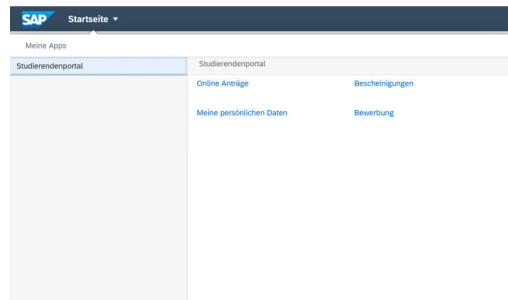 SAP Startseite
Meine Apps
Studierendenportal
Studierendenportal
Online Anträge Bescheinigungen
Meine persönlichen Daten Bewerbung